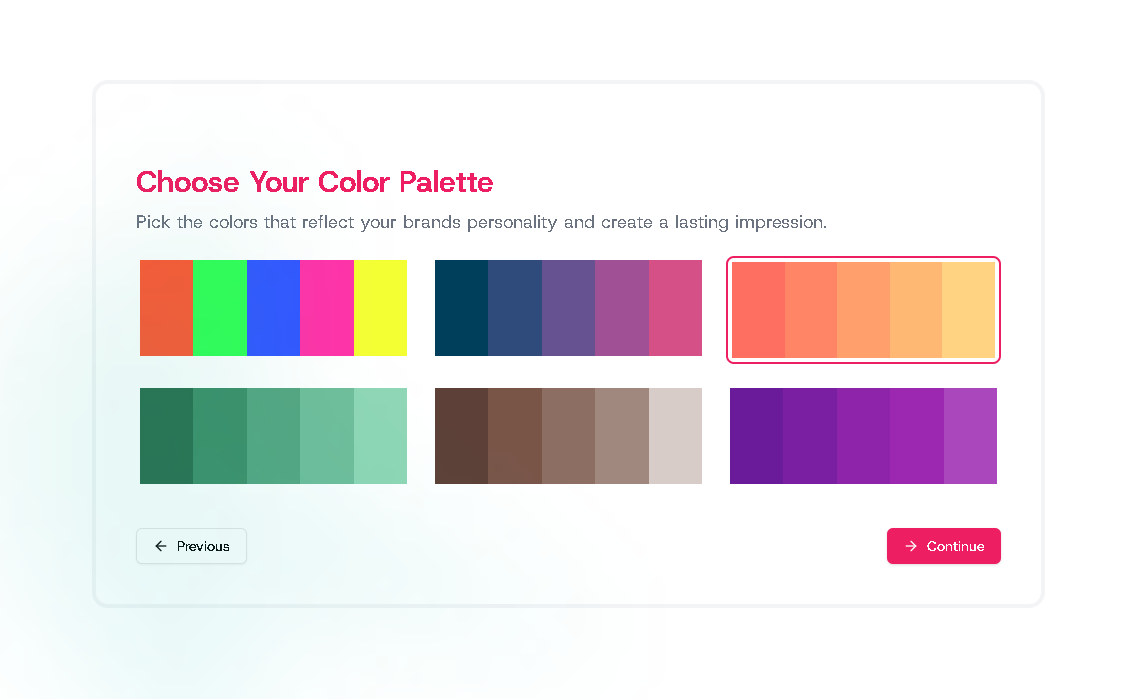 Choose Your Color Palette
Pick the colors that reflect your brands personality and create a lasting impression.
Previous
Continue